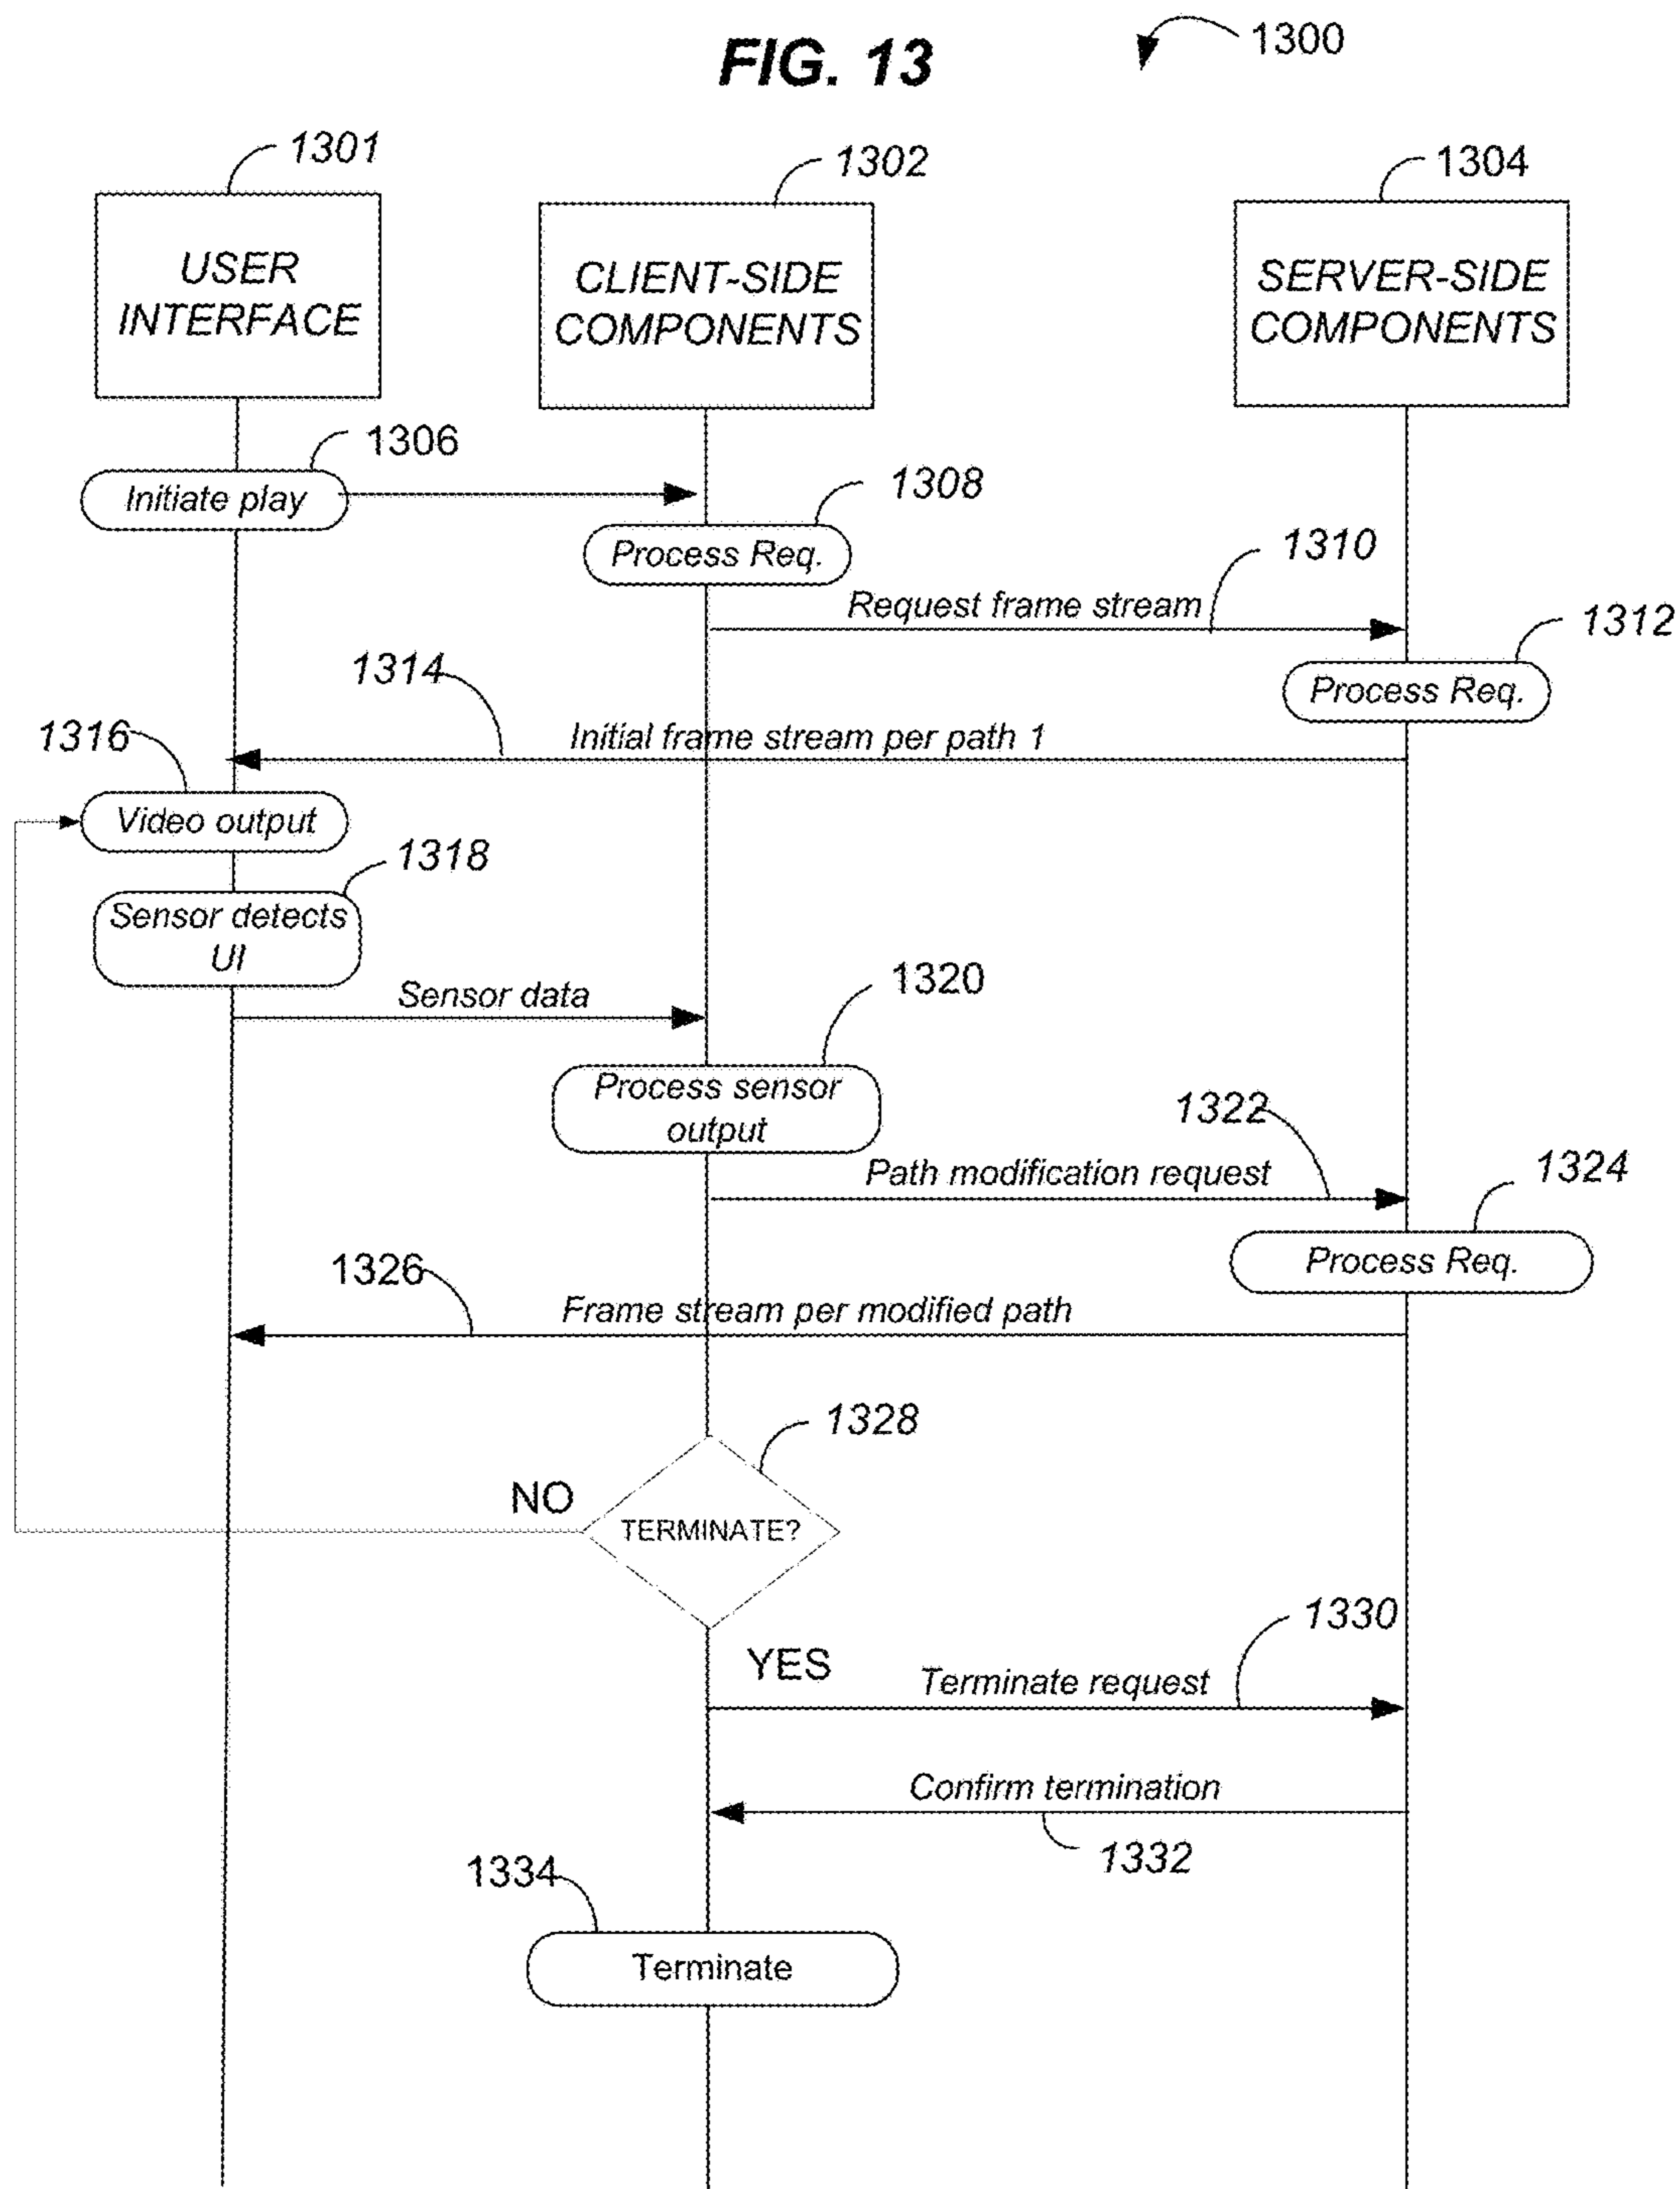 FIG. 13
1300
1301
1302
1304
USER
INTERFACE
CLIENT-SIDE
COMPONENTS
SERVER-SIDE
COMPONENTS
1306
Initiate play
1308
Process Req.
1310
Request frame stream
1312
Process Req.
1314
Initial frame stream per path 1
1316
Video output
1318
Sensor detects
UI
Sensor data
1320
Process sensor
output
1322
Path modification request
1324
Process Req.
1326
Frame stream per modified path
1328
NO
TERMINATE?
YES
1330
Terminate request
Confirm termination
1332
1334
Terminate